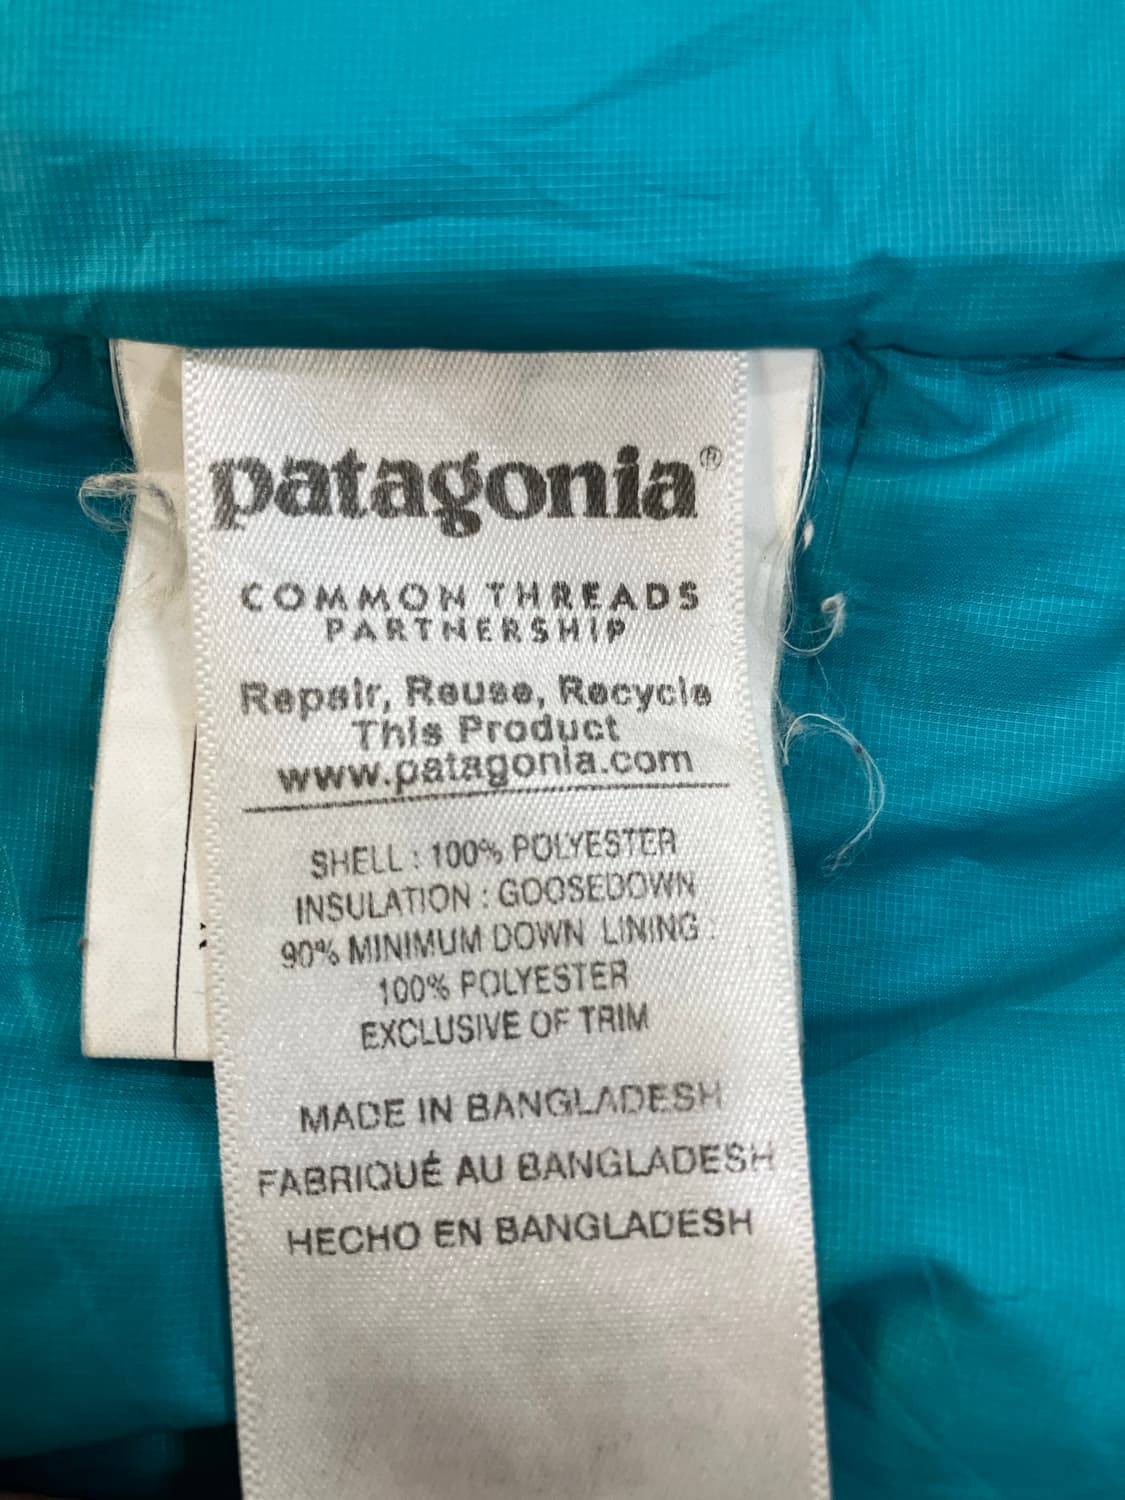 patagonia®
COMMON THREADS
PARTNERSHIP
Repair, Reuse, Recycle
This Product
www.patagonia.com
SHELL : 100% POLYESTER
INSULATION : GOOSEDOWN
90% MINIMUM DOWN LINING :
100% POLYESTER
EXCLUSIVE OF TRIM
MADE IN BANGLADESH
FABRIQUÉ AU BANGLADESH
HECHO EN BANGLADESH